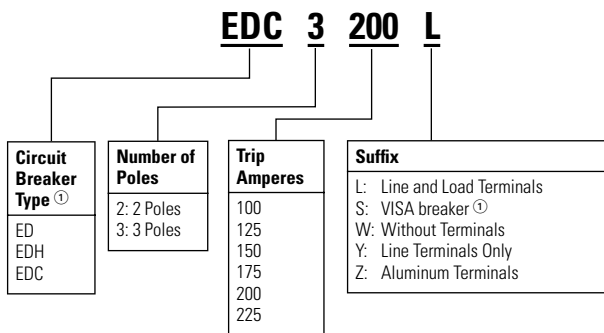 EDC 3 200 L
Circuit
Breaker
Type ①
ED
EDH
EDC
Number of
Poles
2: 2 Poles
3: 3 Poles
Trip
Amperes
100
125
150
175
200
225
Suffix
L: Line and Load Terminals
S: VISA breaker ①
W: Without Terminals
Y: Line Terminals Only
Z: Aluminum Terminals